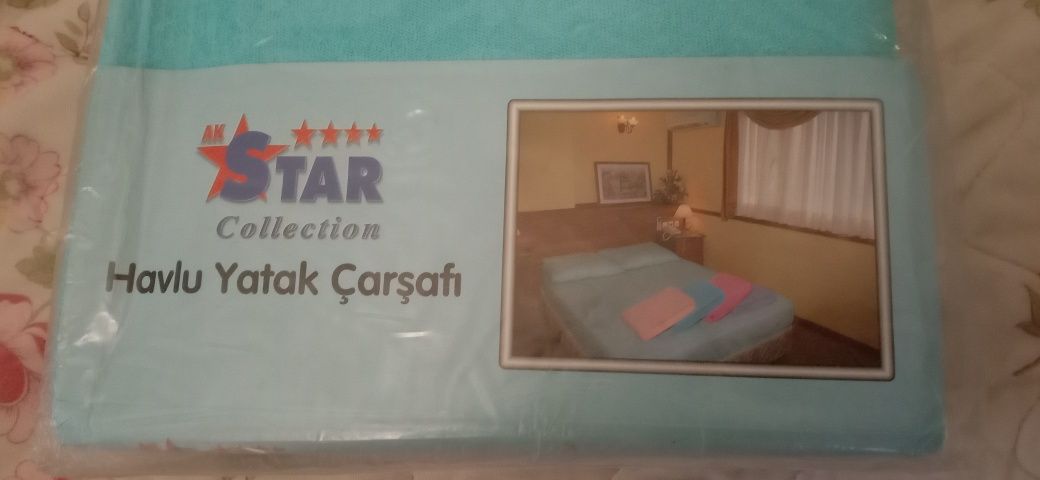 AK
STAR
Collection
Havlu Yatak Çarşafı